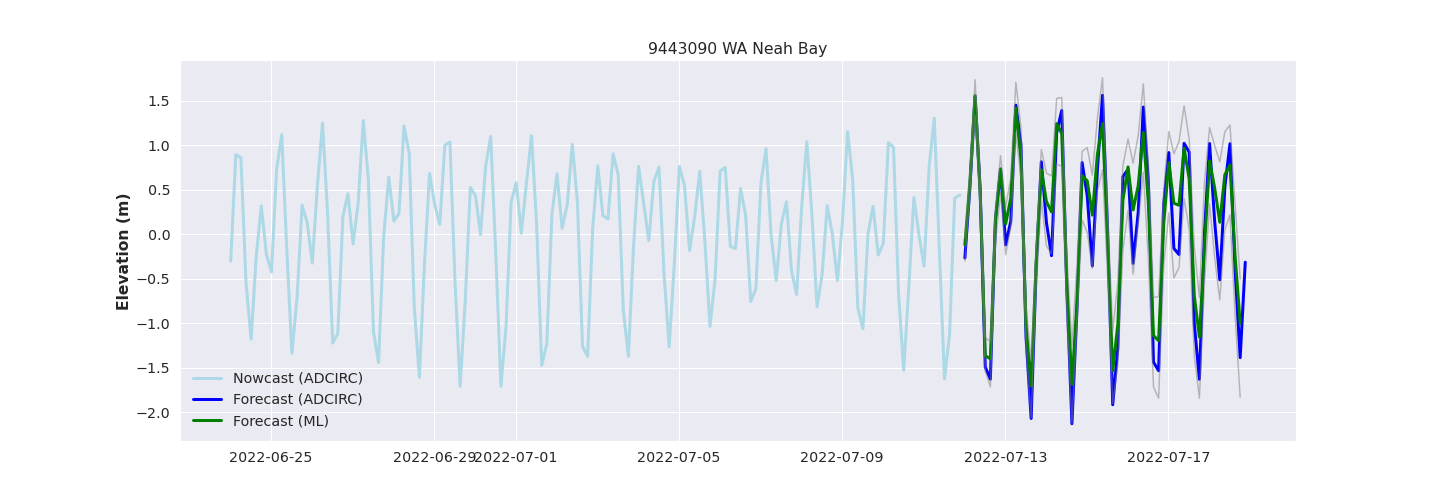 9443090 WA Neah Bay
Elevation (m)
1.5
1.0
0.5
0.0
−0.5
−1.0
−1.5
−2.0
Nowcast (ADCIRC)
Forecast (ADCIRC)
Forecast (ML)
2022-06-25 2022-06-29 2022-07-01 2022-07-05 2022-07-09 2022-07-13 2022-07-17